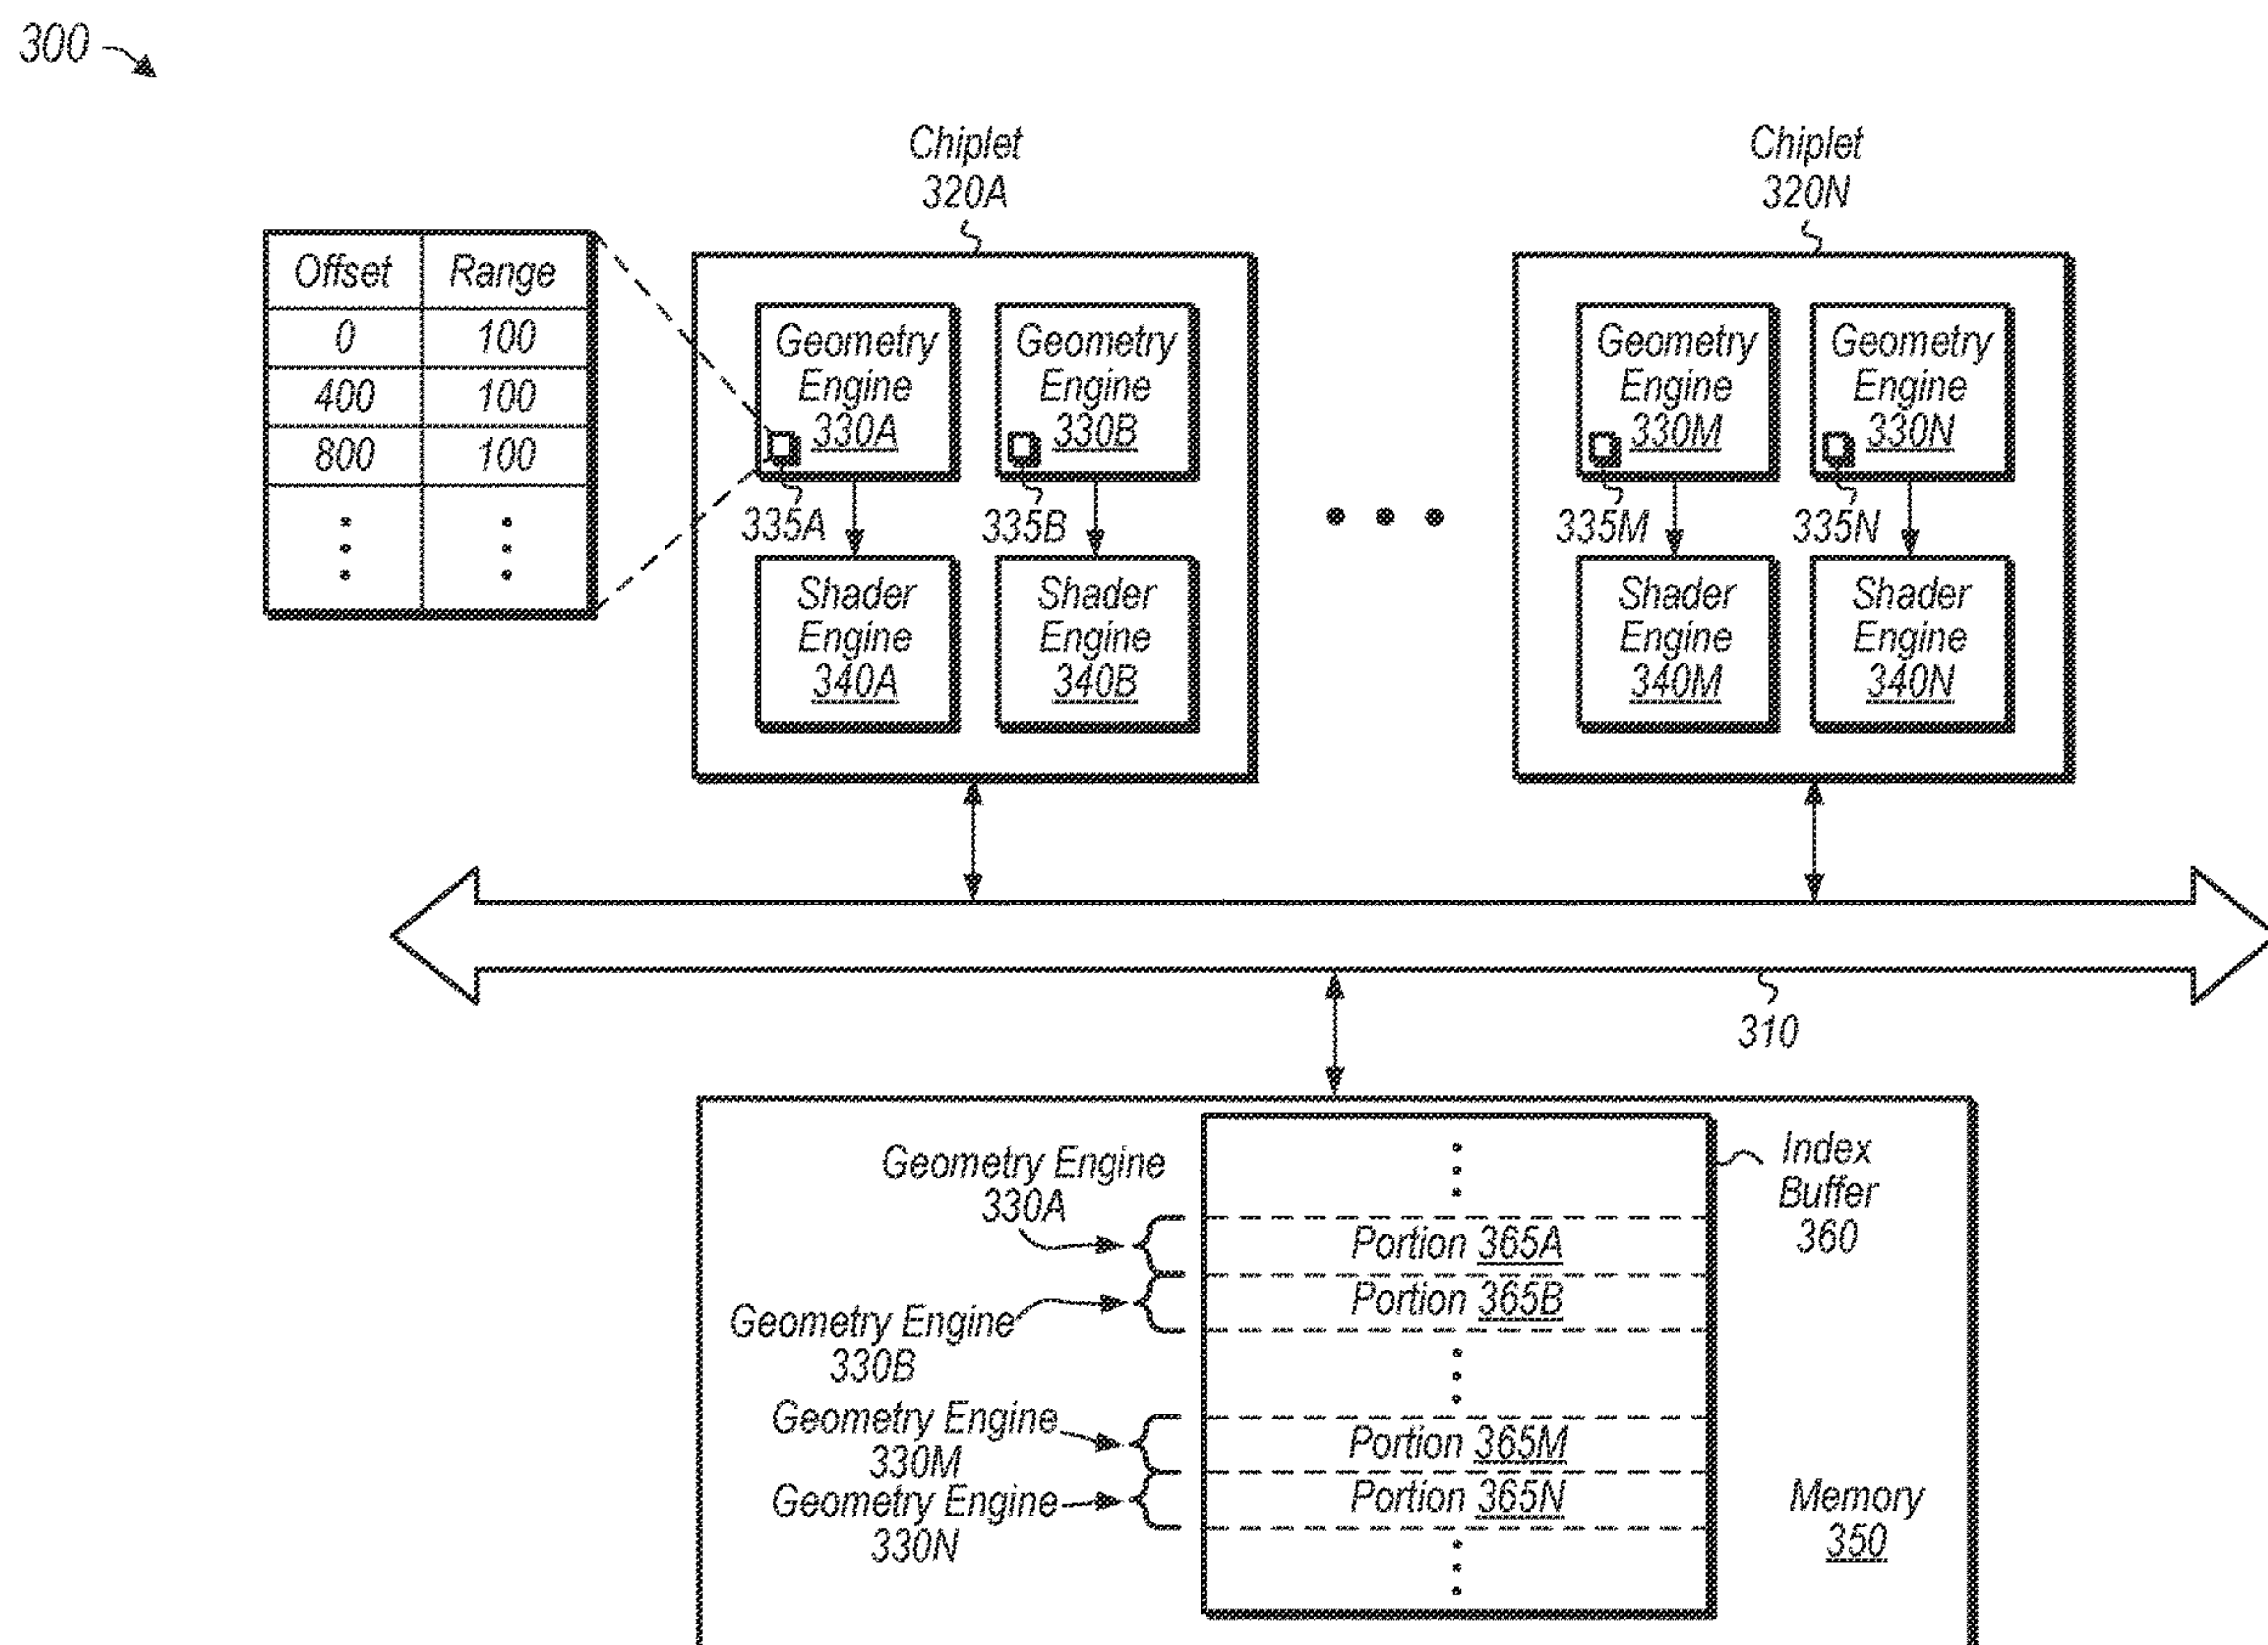 300
Chiplet
320A
Chiplet
320N
Offset Range
0 100
400 100
800 100
Geometry
Engine
330A
335A
Geometry
Engine
330B
335B
Geometry
Engine
330M
335M
Geometry
Engine
330N
335N
Shader
Engine
340A
Shader
Engine
340B
Shader
Engine
340M
Shader
Engine
340N
310
Geometry Engine
330A
Geometry Engine
330B
Geometry Engine
330M
Geometry Engine
330N
Portion 365A
Portion 365B
Portion 365M
Portion 365N
Index
Buffer
360
Memory
350